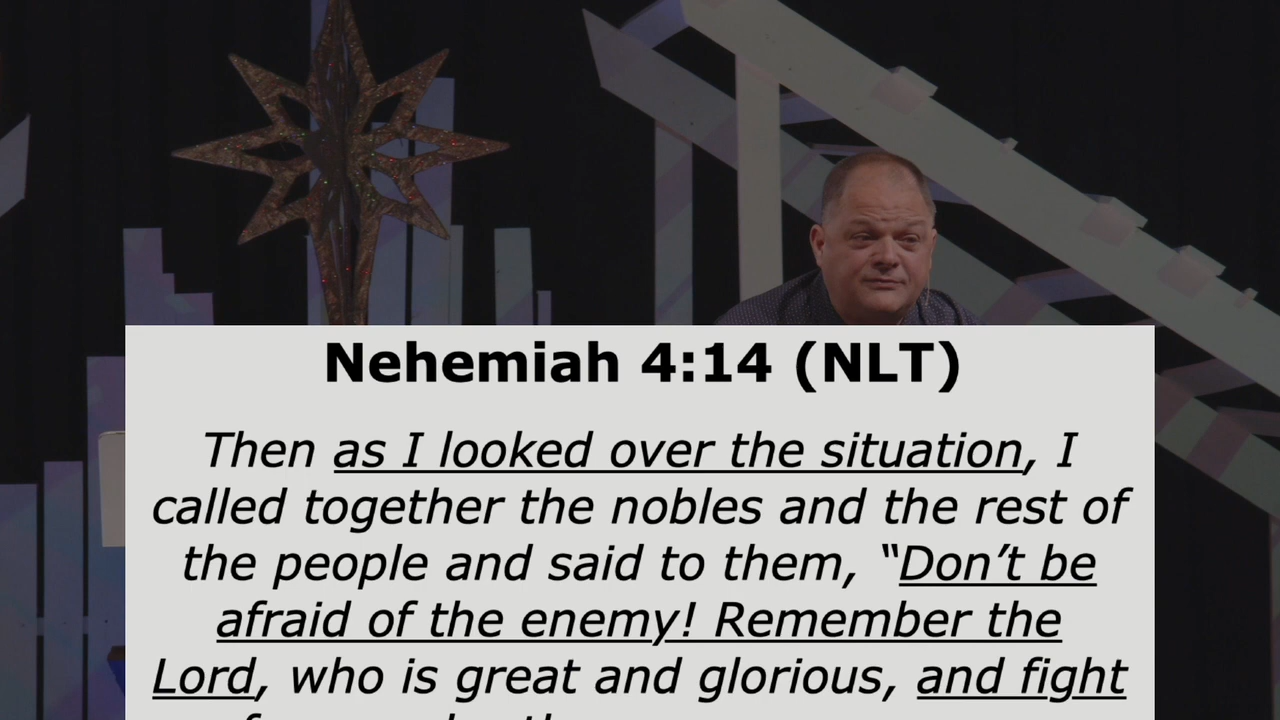 Nehemiah 4:14 (NLT)
Then as I looked over the situation, I
called together the nobles and the rest of
the people and said to them, “Don’t be
afraid of the enemy! Remember the
Lord, who is great and glorious, and fight